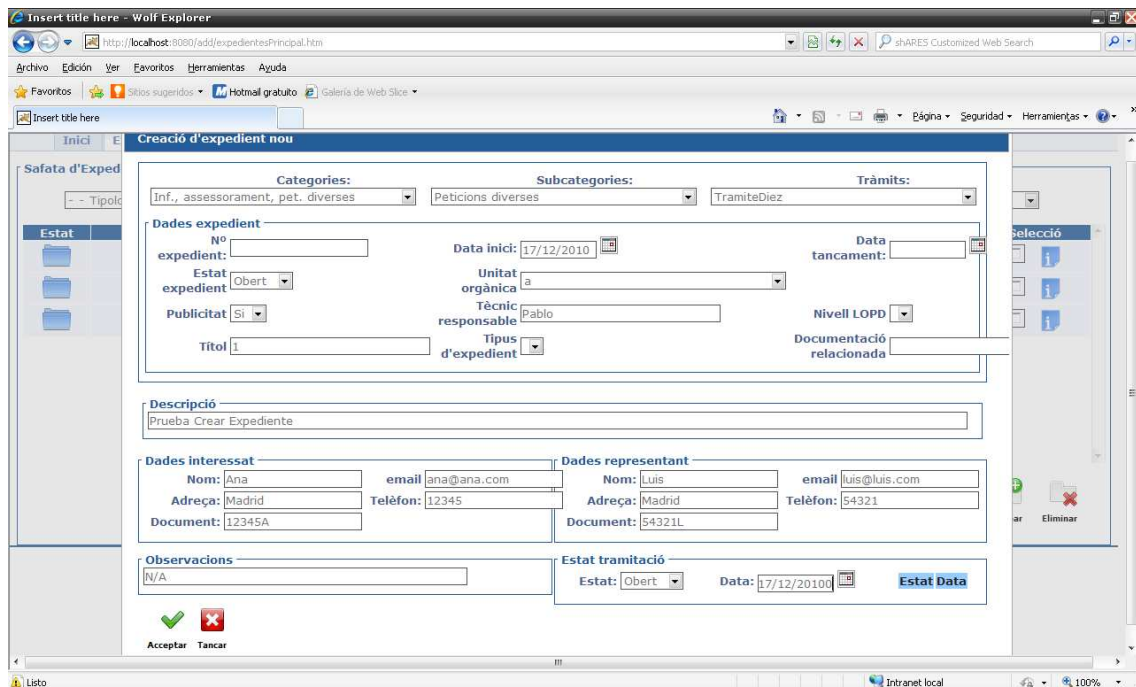 Insert title here - Wolf Explorer
http://localhost:8080/add/expedientesPrincipal.htm
shARES Customized Web Search
Archivo Edición Ver Favoritos Herramientas Ayuda
Favoritos Sitios sugeridos Hotmail gratuito Galería de Web Slice
Insert title here Página Seguridad Herramientas
Inici E Creació d'expedient nou
Safata d'Exped
Categories: Subcategories: Tràmits:
- - Tipolo Inf., assessorament, pet. diverses Peticions diverses TramiteDiez
Dades expedient
Estat Selecció
Nº expedient: Data inici: 17/12/2010 Data tancament:
Estat expedient Obert Unitat orgànica a
Publicitat Si Tècnic responsable Pablo Nivell LOPD
Títol 1 Tipus d'expedient Documentació relacionada
Descripció
Prueba Crear Expediente
Dades interessat Dades representant
Nom: Ana email ana@ana.com Nom: Luis email luis@luis.com
Adreça: Madrid Telèfon: 12345 Adreça: Madrid Telèfon: 54321
Document: 12345A Document: 54321L
ar Eliminar
Observacions Estat tramitació
N/A Estat: Obert Data: 17/12/20100 Estat Data
Acceptar Tancar
Listo Intranet local 100%